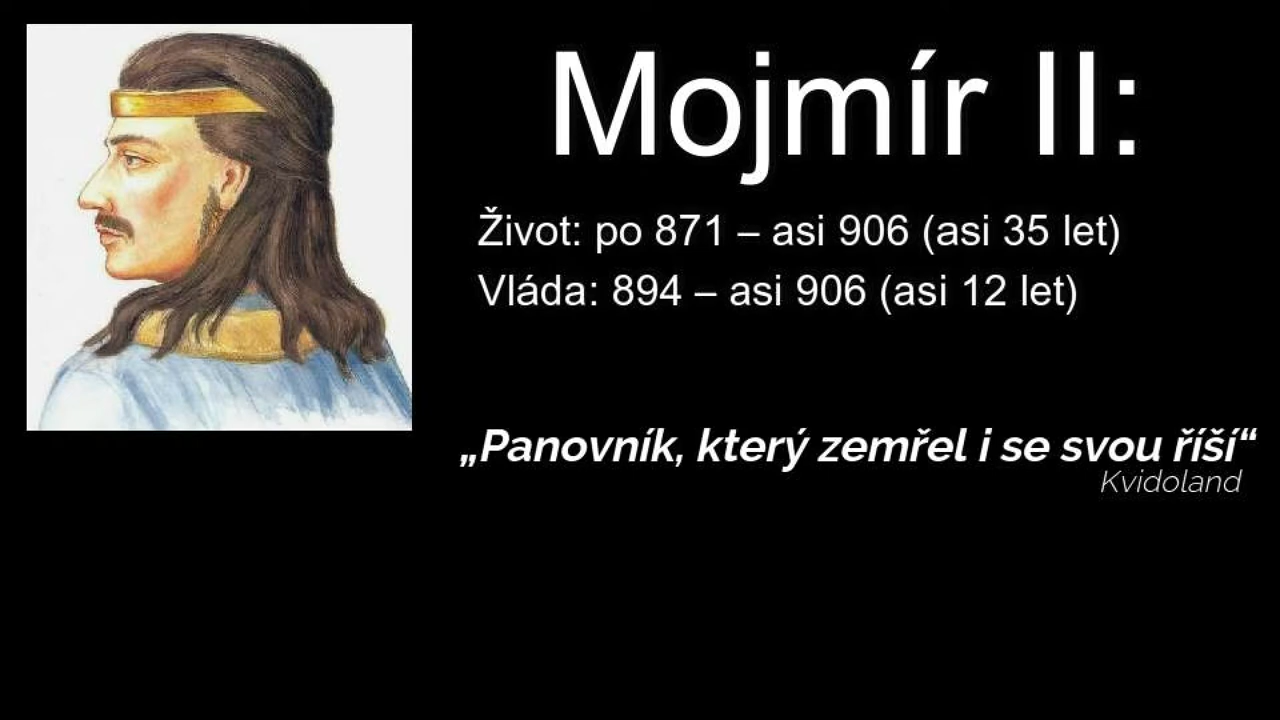 Mojmír II:
Život: po 871 – asi 906 (asi 35 let)
Vláda: 894 – asi 906 (asi 12 let)
„Panovník, který zemřel i se svou říší“
Kvidoland